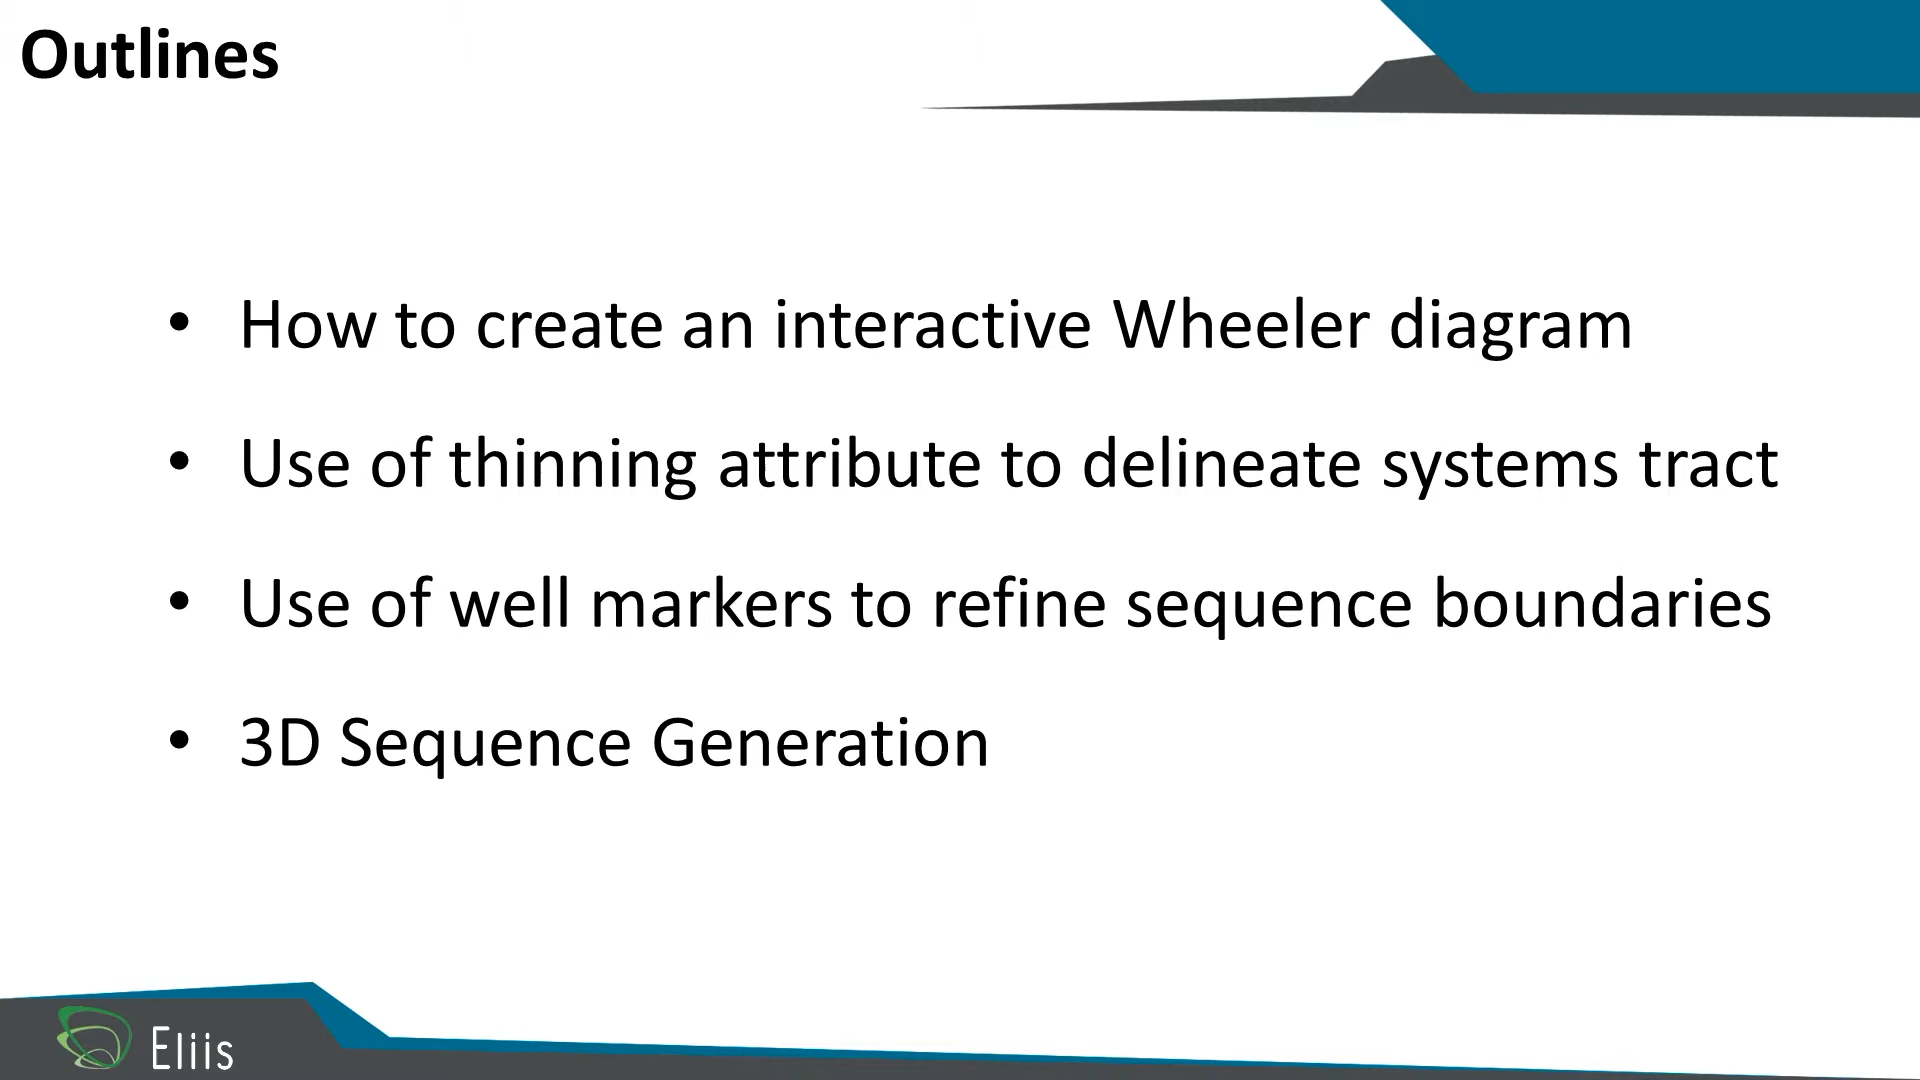 Outlines
• How to create an interactive Wheeler diagram
• Use of thinning attribute to delineate systems tract
• Use of well markers to refine sequence boundaries
• 3D Sequence Generation
Eliis